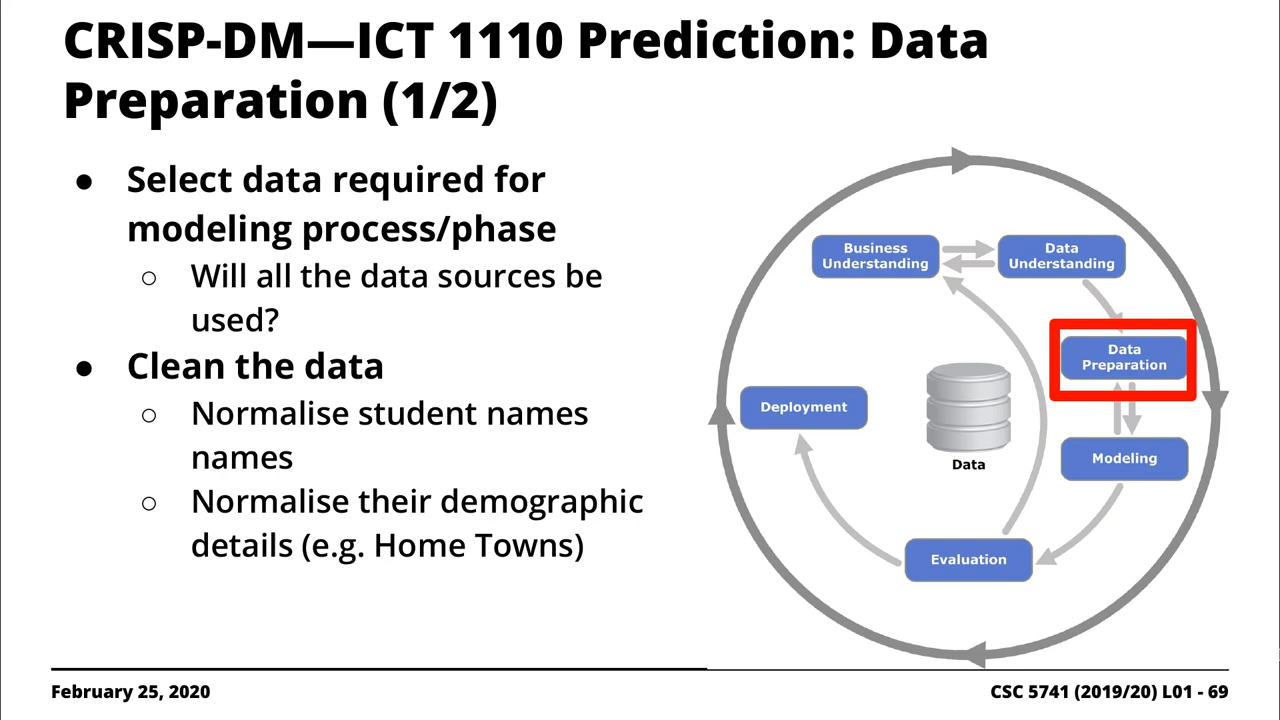 CRISP-DM—ICT 1110 Prediction: Data
Preparation (1/2)
● Select data required for
modeling process/phase
○ Will all the data sources be
used?
● Clean the data
○ Normalise student names
names
○ Normalise their demographic
details (e.g. Home Towns)
Business
Understanding
Data
Understanding
Data
Preparation
Deployment
Data
Modeling
Evaluation
February 25, 2020
CSC 5741 (2019/20) L01 - 69